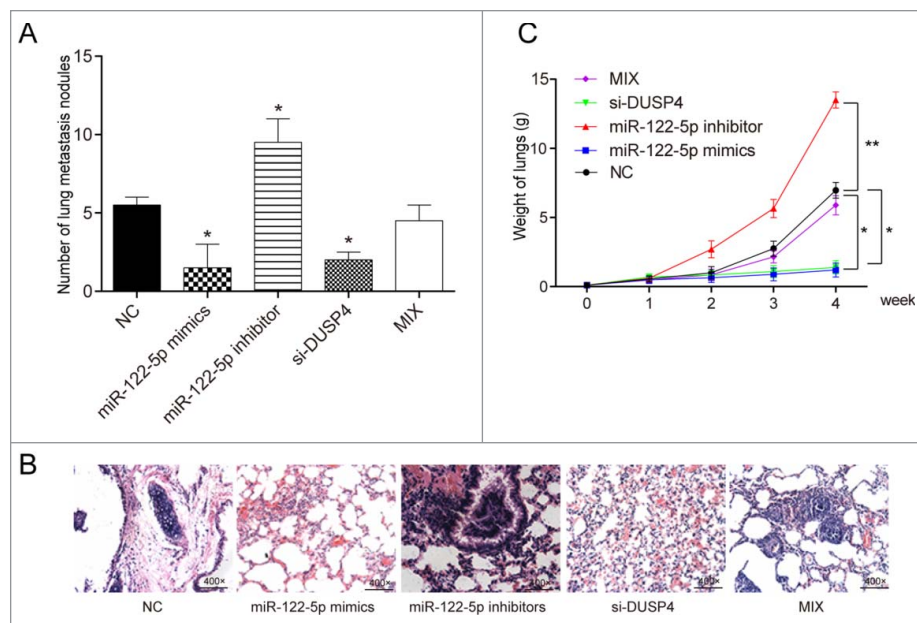 A
Number of lung metastasis nodules
15
10
5
0
*
*
*
NC
miR-122-5p mimics
miR-122-5p inhibitor
si-DUSP4
MIX
C
Weight of lungs (g)
15
10
5
0
MIX
si-DUSP4
miR-122-5p inhibitor
miR-122-5p mimics
NC
**
*
*
0 1 2 3 4 week
B
400× 400× 400× 400× 400×
NC miR-122-5p mimics miR-122-5p inhibitors si-DUSP4 MIX